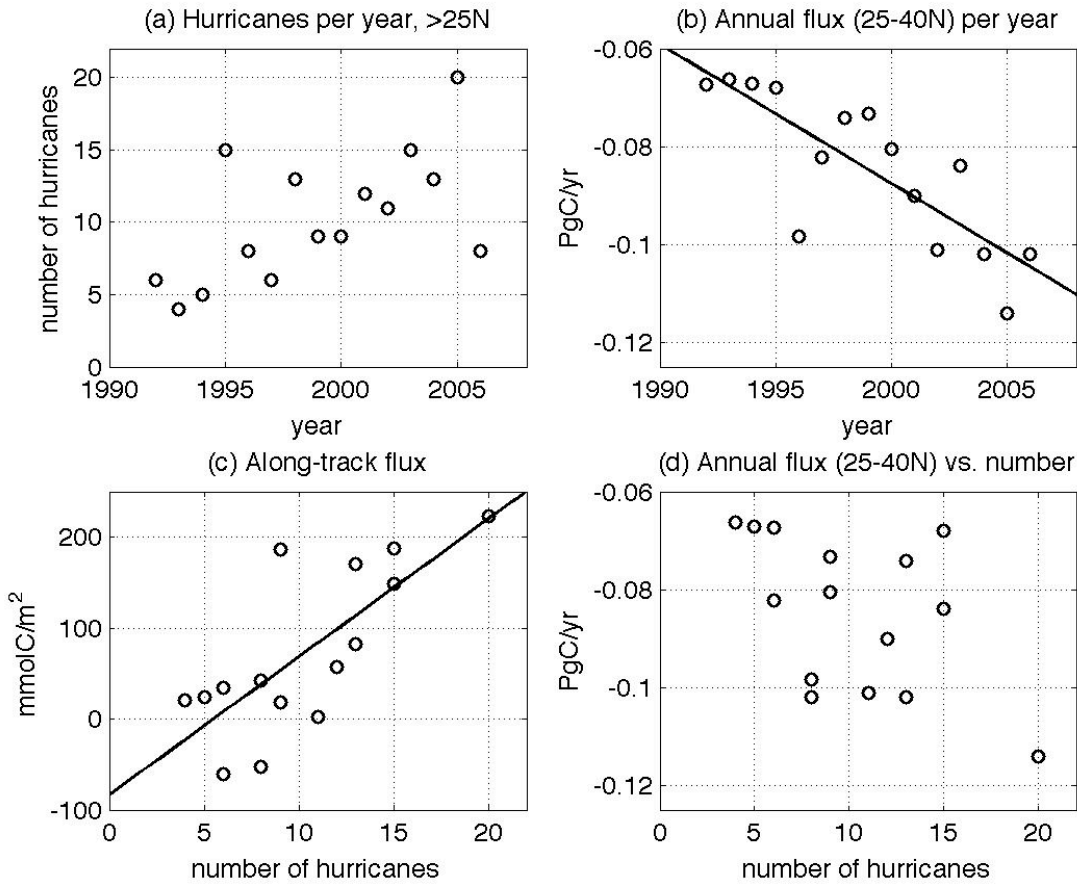 (a) Hurricanes per year, >25N
number of hurricanes
20
15
10
5
0
1990
1995
2000
2005
year
(b) Annual flux (25-40N) per year
PgC/yr
-0.06
-0.08
-0.1
-0.12
1990
1995
2000
2005
year
(c) Along-track flux
mmolC/m²
200
100
0
-100
0
5
10
15
20
number of hurricanes
(d) Annual flux (25-40N) vs. number
PgC/yr
-0.06
-0.08
-0.1
-0.12
0
5
10
15
20
number of hurricanes